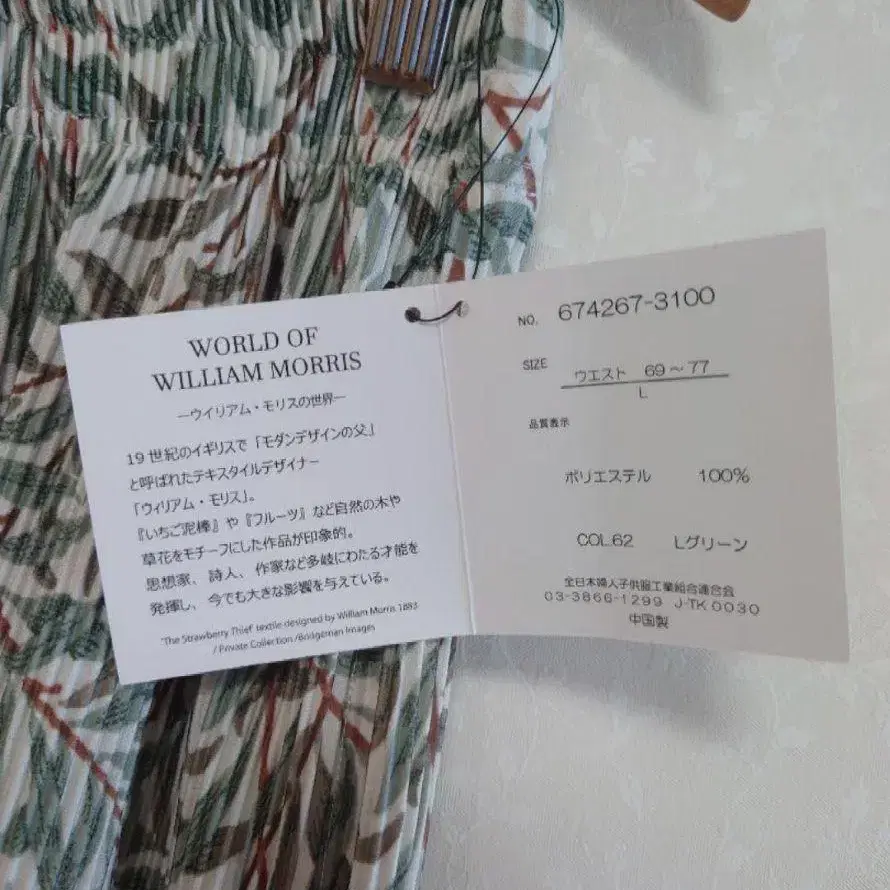 WORLD OF
WILLIAM MORRIS
―ウイリアム・モリスの世界―
19世紀のイギリスで「モダンデザインの父」
と呼ばれたテキスタイルデザイナー
「ウィリアム・モリス」。
『いちご泥棒』や『フルーツ』など自然の木や
草花をモチーフにした作品が印象的。
思想家、詩人、作家など多岐にわたる才能を
発揮し、今でも大きな影響を与えている。
'The Strawberry Thief' textile designed by William Morris 1883
/ Private Collection /Bridgeman Images
NO. 674267-3100
SIZE ウエスト 69～77
L
品質表示
ポリエステル 100%
COL.62 Lグリーン
全日本婦人子供服工業組合連合会
03-3866-1299 J-TK 0030
中国製